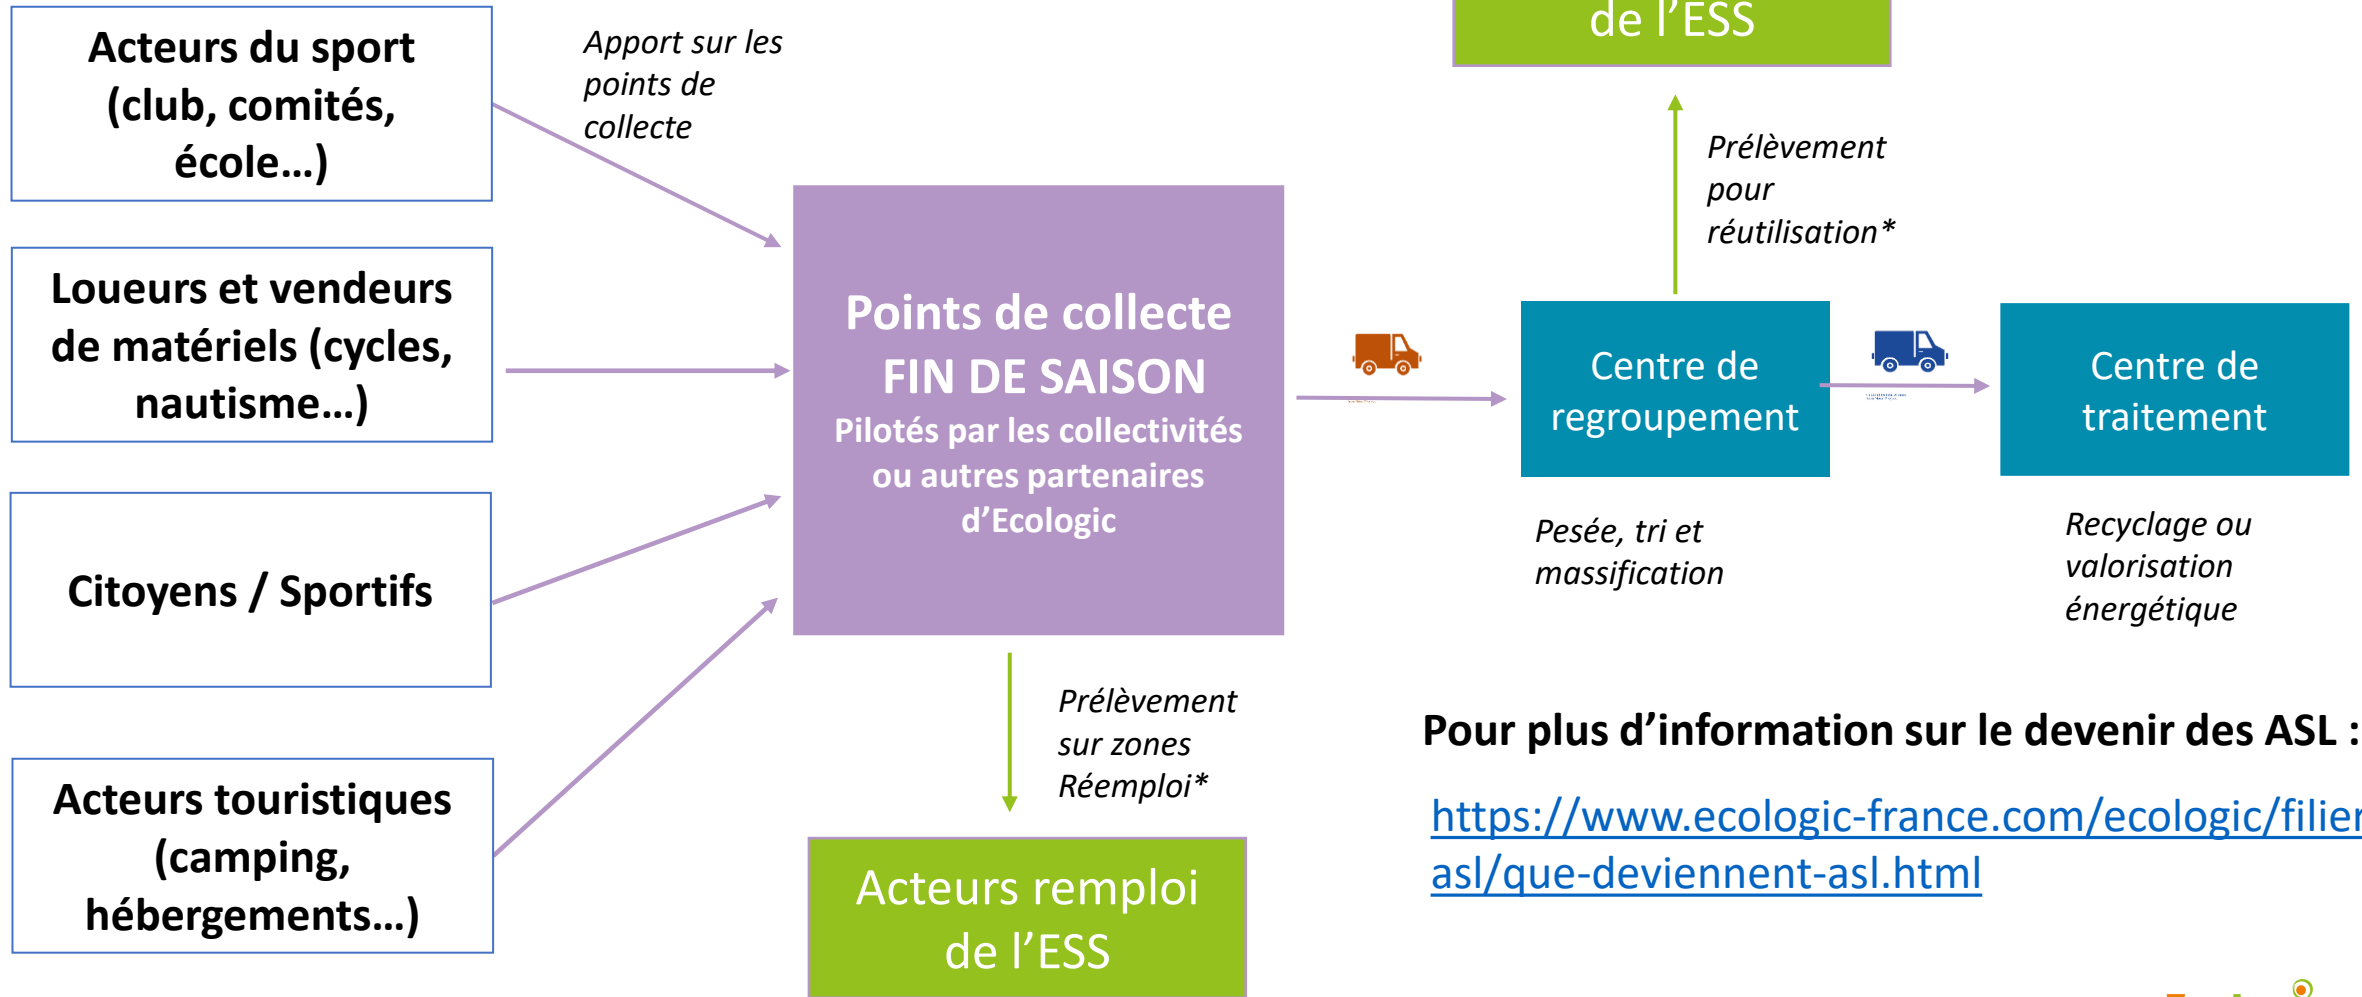 Acteurs du sport
(club, comités,
école…)
Apport sur les
points de
collecte
de l’ESS
Prélèvement
pour
réutilisation*
Loueurs et vendeurs
de matériels (cycles,
nautisme…)
Points de collecte
FIN DE SAISON
Pilotés par les collectivités
ou autres partenaires
d’Ecologic
Centre de
regroupement
Centre de
traitement
Pesée, tri et
massification
Recyclage ou
valorisation
énergétique
Citoyens / Sportifs
Prélèvement
sur zones
Réemploi*
Acteurs touristiques
(camping,
hébergements…)
Acteurs remploi
de l’ESS
Pour plus d’information sur le devenir des ASL :
https://www.ecologic-france.com/ecologic/filier
asl/que-deviennent-asl.html